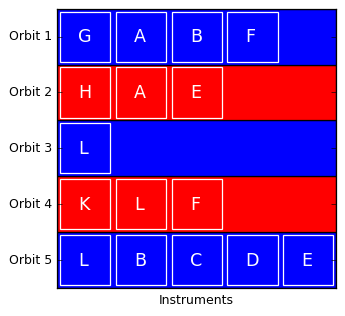 Orbit 1 G A B F
Orbit 2 H A E
Orbit 3 L
Orbit 4 K L F
Orbit 5 L B C D E
Instruments